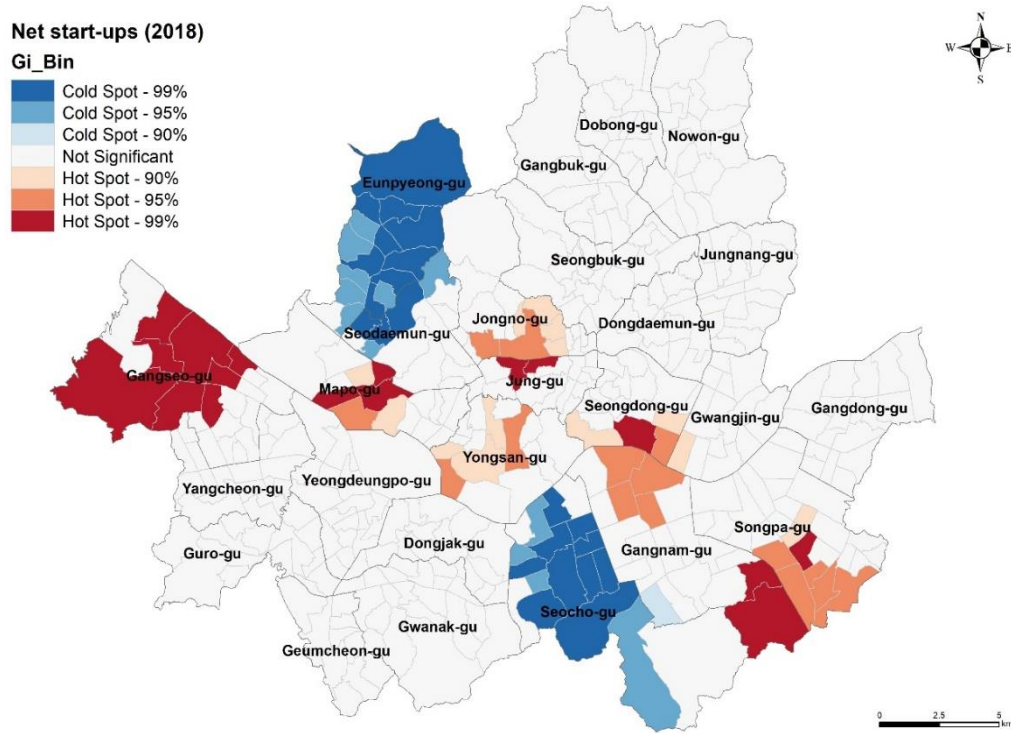 Net start-ups (2018)
Gi_Bin
Cold Spot - 99%
Cold Spot - 95%
Cold Spot - 90%
Not Significant
Hot Spot - 90%
Hot Spot - 95%
Hot Spot - 99%
N
W
E
S
Dobong-gu
Nowon-gu
Gangbuk-gu
Eunpyeong-gu
Seongbuk-gu
Jungnang-gu
Jongno-gu
Dongdaemun-gu
Seodaemun-gu
Gangseo-gu
Mapo-gu
Jung-gu
Seongdong-gu
Gwangjin-gu
Gangdong-gu
Yongsan-gu
Yangcheon-gu
Yeongdeungpo-gu
Songpa-gu
Guro-gu
Dongjak-gu
Gangnam-gu
Seocho-gu
Gwanak-gu
Geumcheon-gu
0 2.5 5
km